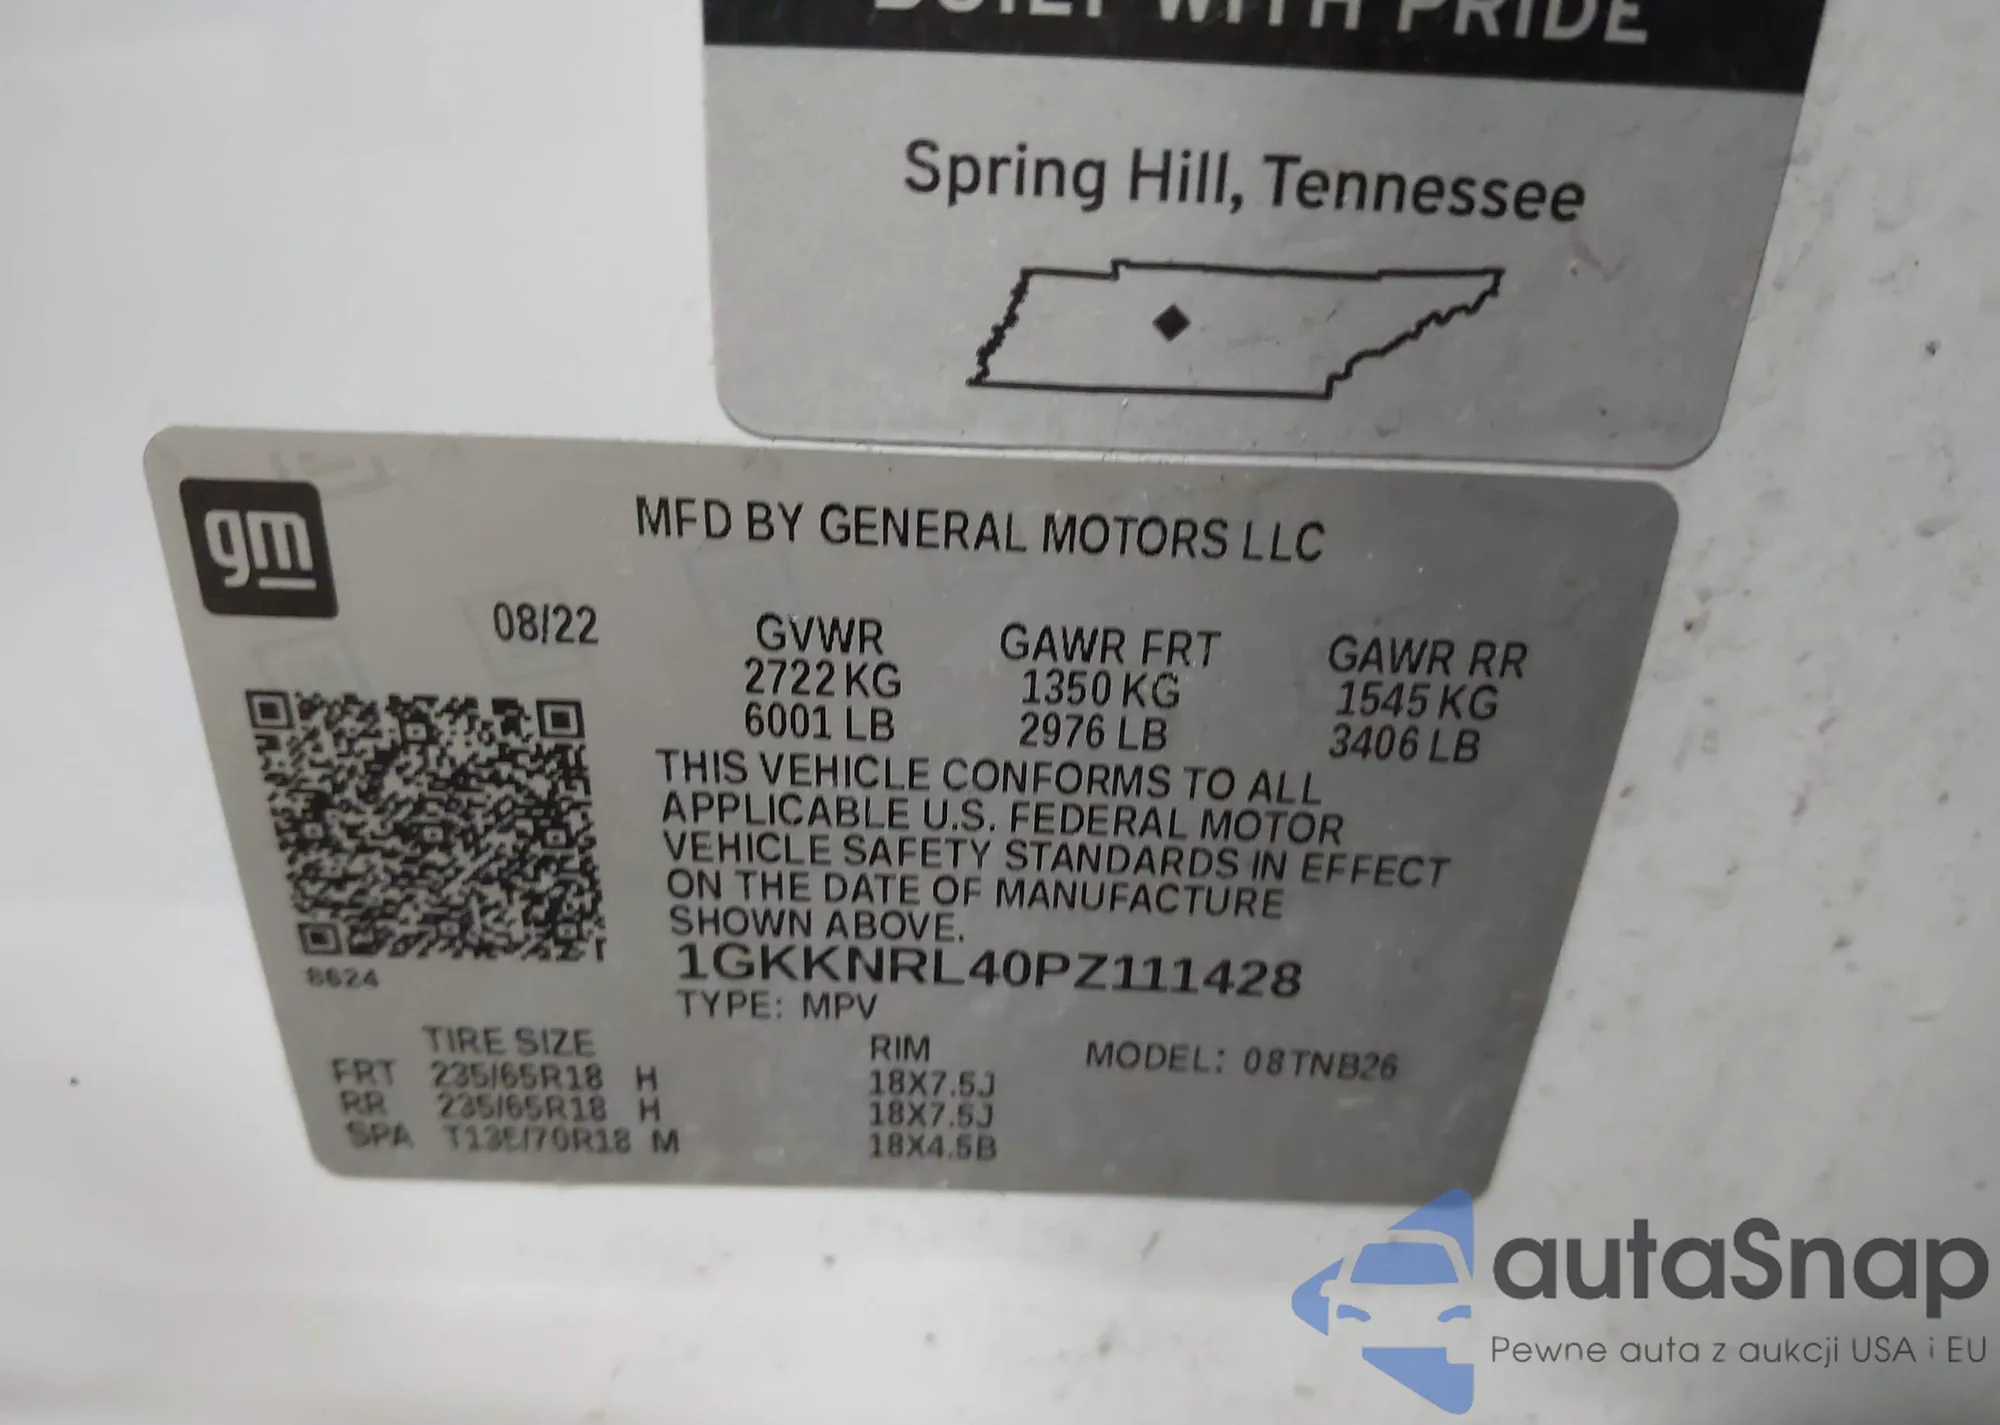 BUILT WITH PRIDE
Spring Hill, Tennessee
gm
MFD BY GENERAL MOTORS LLC
08/22
GVWR GAWR FRT GAWR RR
2722 KG 1350 KG 1545 KG
6001 LB 2976 LB 3406 LB
THIS VEHICLE CONFORMS TO ALL
APPLICABLE U.S. FEDERAL MOTOR
VEHICLE SAFETY STANDARDS IN EFFECT
ON THE DATE OF MANUFACTURE
SHOWN ABOVE.
1GKKNRL40PZ111428
8624
TYPE: MPV
TIRE SIZE RIM MODEL: 08TNB26
FRT 235/65R18 H 18X7.5J
RR 235/65R18 H 18X7.5J
SPA T135/70R18 M 18X4.5B
autaSnap
Pewne auta z aukcji USA i EU